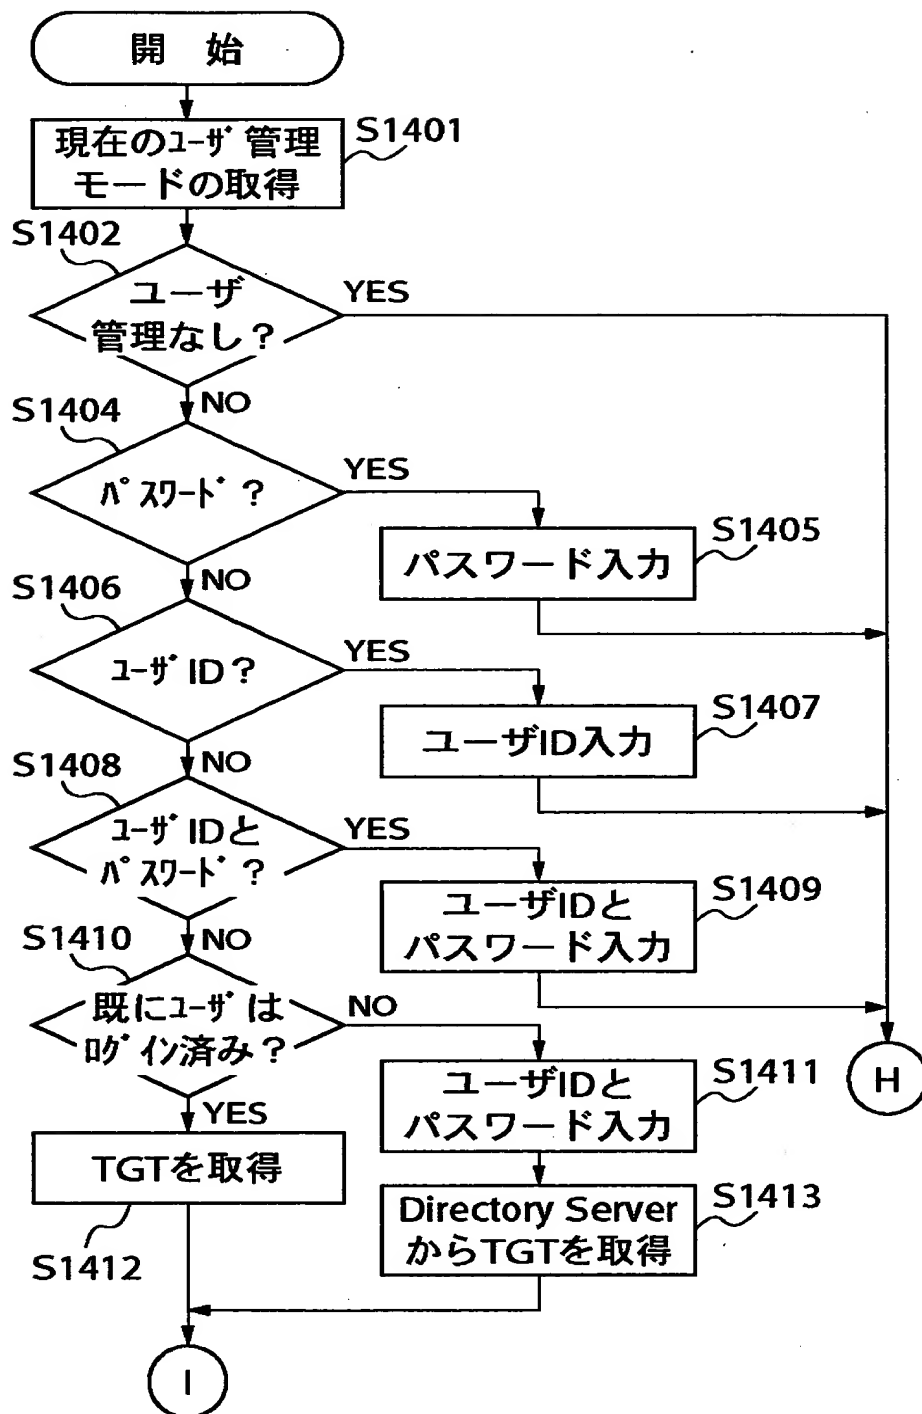 開 始
現在のﾕｰｻﾞ管理
モードの取得
S1401
S1402
ユーザ
管理なし？
YES
NO
S1404
ﾊﾟｽﾜｰﾄﾞ？
YES
パスワード入力
S1405
NO
S1406
ﾕｰｻﾞID？
YES
ユーザID入力
S1407
NO
S1408
ﾕｰｻﾞIDと
ﾊﾟｽﾜｰﾄﾞ？
YES
ユーザIDと
パスワード入力
S1409
NO
S1410
既にﾕｰｻﾞは
ﾛｸﾞｲﾝ済み？
NO
H
ユーザIDと
パスワード入力
S1411
YES
TGTを取得
S1412
Directory Server
からTGTを取得
S1413
I